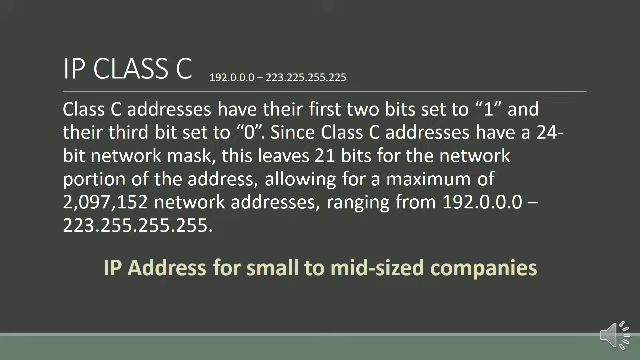 IP CLASS C 192.0.0.0 – 223.225.255.225
Class C addresses have their first two bits set to “1” and
their third bit set to “0”. Since Class C addresses have a 24-
bit network mask, this leaves 21 bits for the network
portion of the address, allowing for a maximum of
2,097,152 network addresses, ranging from 192.0.0.0 –
223.255.255.255.
IP Address for small to mid-sized companies